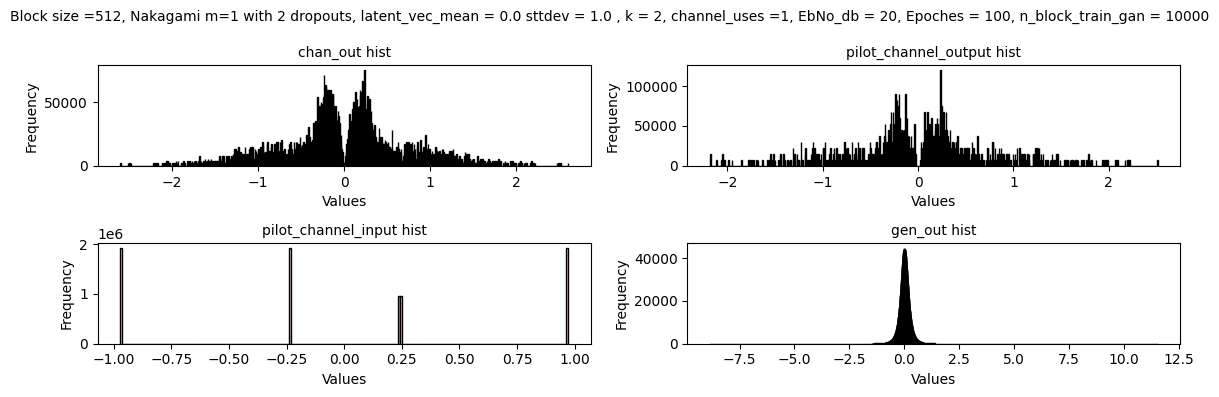 Block size =512, Nakagami m=1 with 2 dropouts, latent_vec_mean = 0.0 sttdev = 1.0 , k = 2, channel_uses =1, EbNo_db = 20, Epoches = 100, n_block_train_gan = 10000
chan_out hist
Frequency
50000
0
−2 −1 0 1 2
Values
pilot_channel_output hist
Frequency
100000
50000
0
−2 −1 0 1 2
Values
pilot_channel_input hist
1e6
Frequency
2
1
0
−1.00 −0.75 −0.50 −0.25 0.00 0.25 0.50 0.75 1.00
Values
gen_out hist
Frequency
40000
20000
0
−7.5 −5.0 −2.5 0.0 2.5 5.0 7.5 10.0 12.5
Values